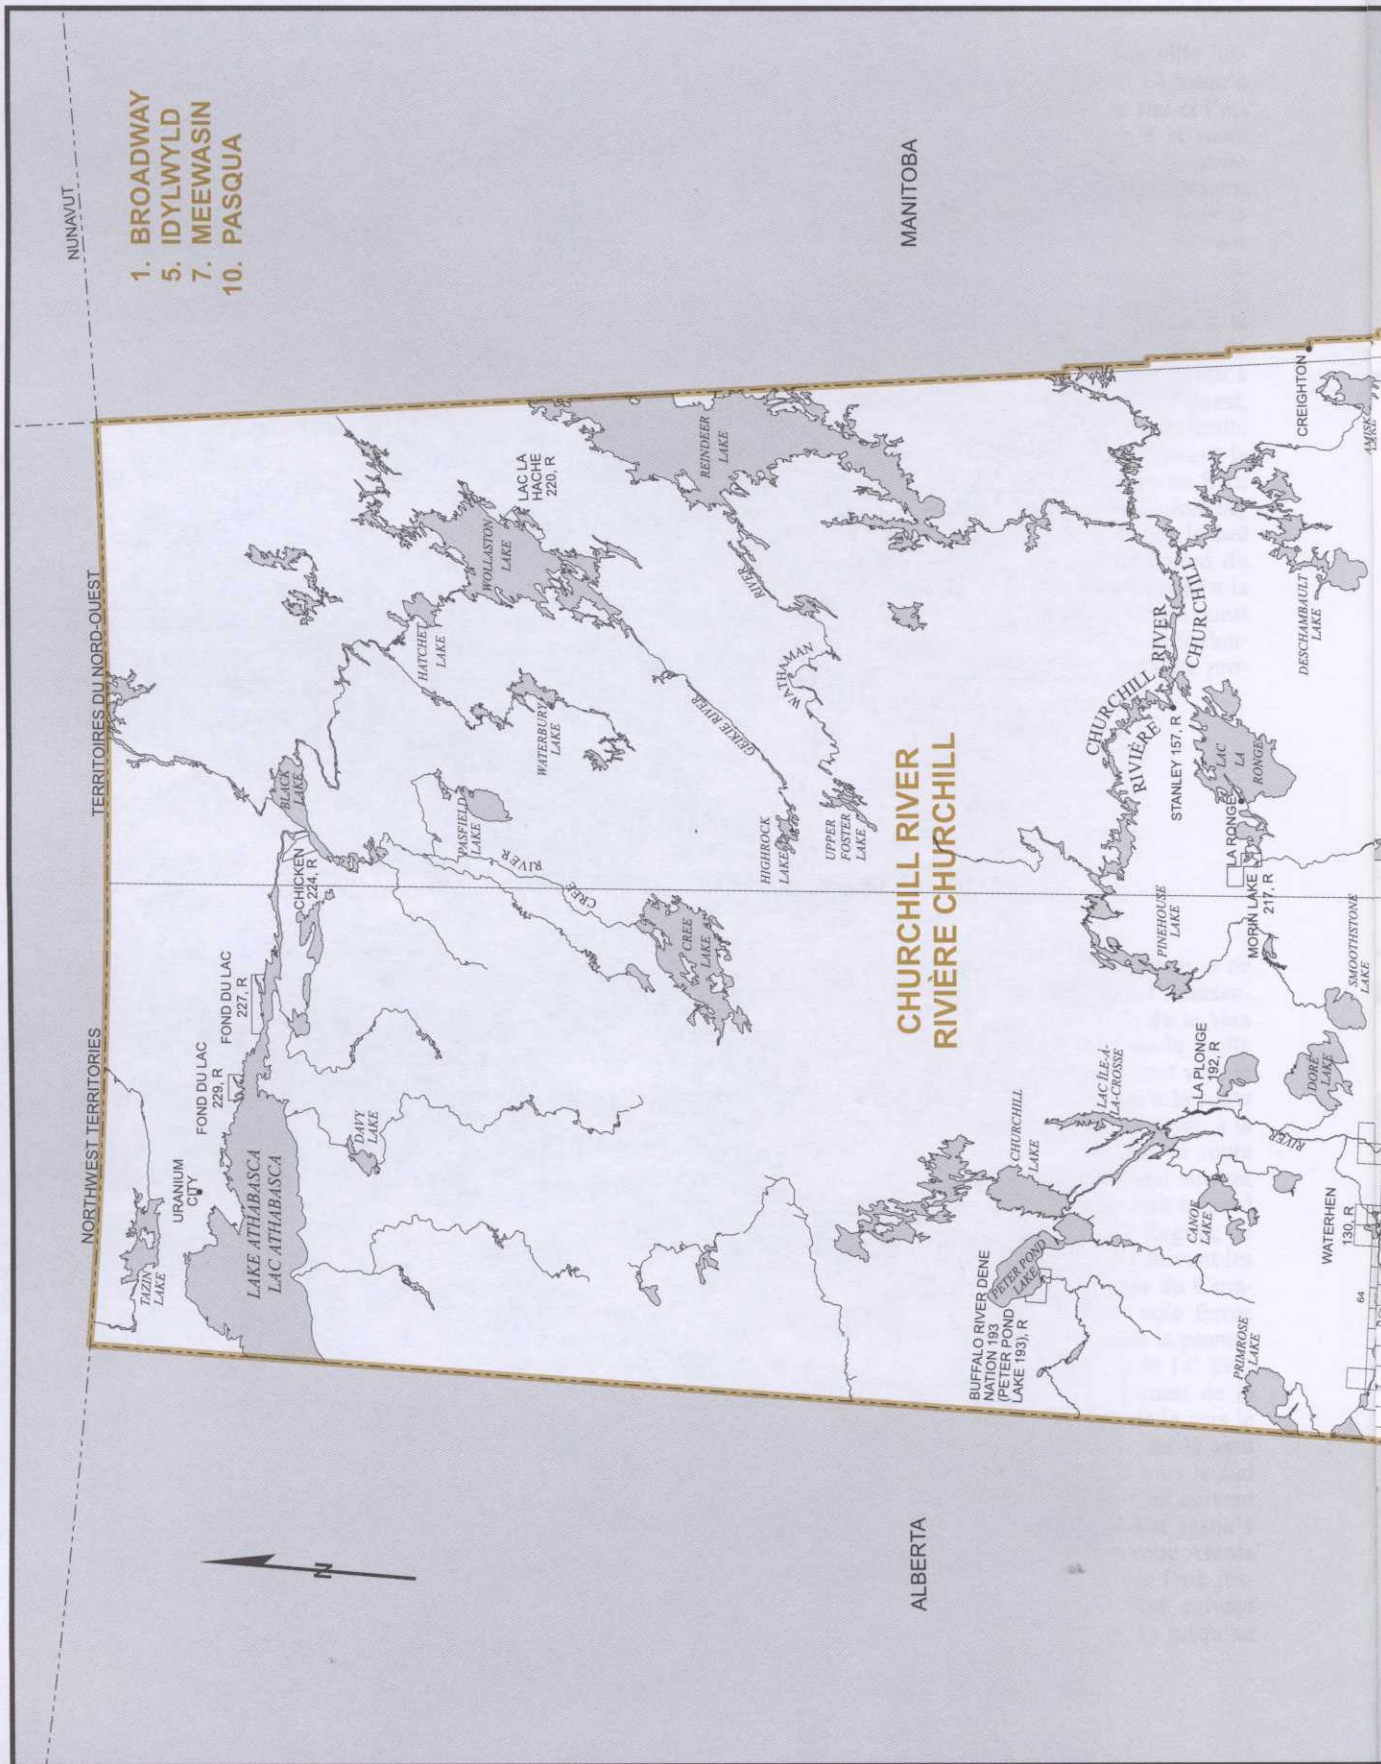 NUNAVUT
1. BROADWAY
5. IDYLWYLD
7. MEEWASIN
10. PASQUA
NORTHWEST TERRITORIES
TERRITOIRES DU NORD-OUEST
TAZIN
LAKE
URANIUM
CITY
FOND DU LAC
229, R
FOND DU LAC
227, R
LAKE ATHABASCA
LAC ATHABASCA
CHICKEN
224, R
BLACK
LAKE
DAVY
LAKE
HATCHET
LAKE
WOLLASTON
LAKE
LAC LA
HACHE
220, R
PASFIELD
LAKE
WATERBURY
LAKE
CREE
RIVER
CREE
LAKE
GEIKIE RIVER
REINDEER
LAKE
WATHAMAN
RIVER
HIGHROCK
LAKE
UPPER
FOSTER
LAKE
ALBERTA
CHURCHILL RIVER
RIVIÈRE CHURCHILL
MANITOBA
BUFFALO RIVER DENE
NATION 193
(PETER POND
LAKE 193), R
PETER POND
LAKE
CHURCHILL
LAKE
LAC ÎLE-À-
LA-CROSSE
CHURCHILL RIVER
RIVIÈRE CHURCHILL
PINEHOUSE
LAKE
STANLEY 157, R
LAC
LA
RONGE
LA RONGE
MORIN LAKE
217, R
LA PLONGE
192, R
CANOE
LAKE
RIVER
PRIMROSE
LAKE
DORÉ
LAKE
SMOOTHSTONE
LAKE
DESCHAMBAULT
LAKE
CREIGHTON
AMISK
LAKE
WATERHEN
130, R
64